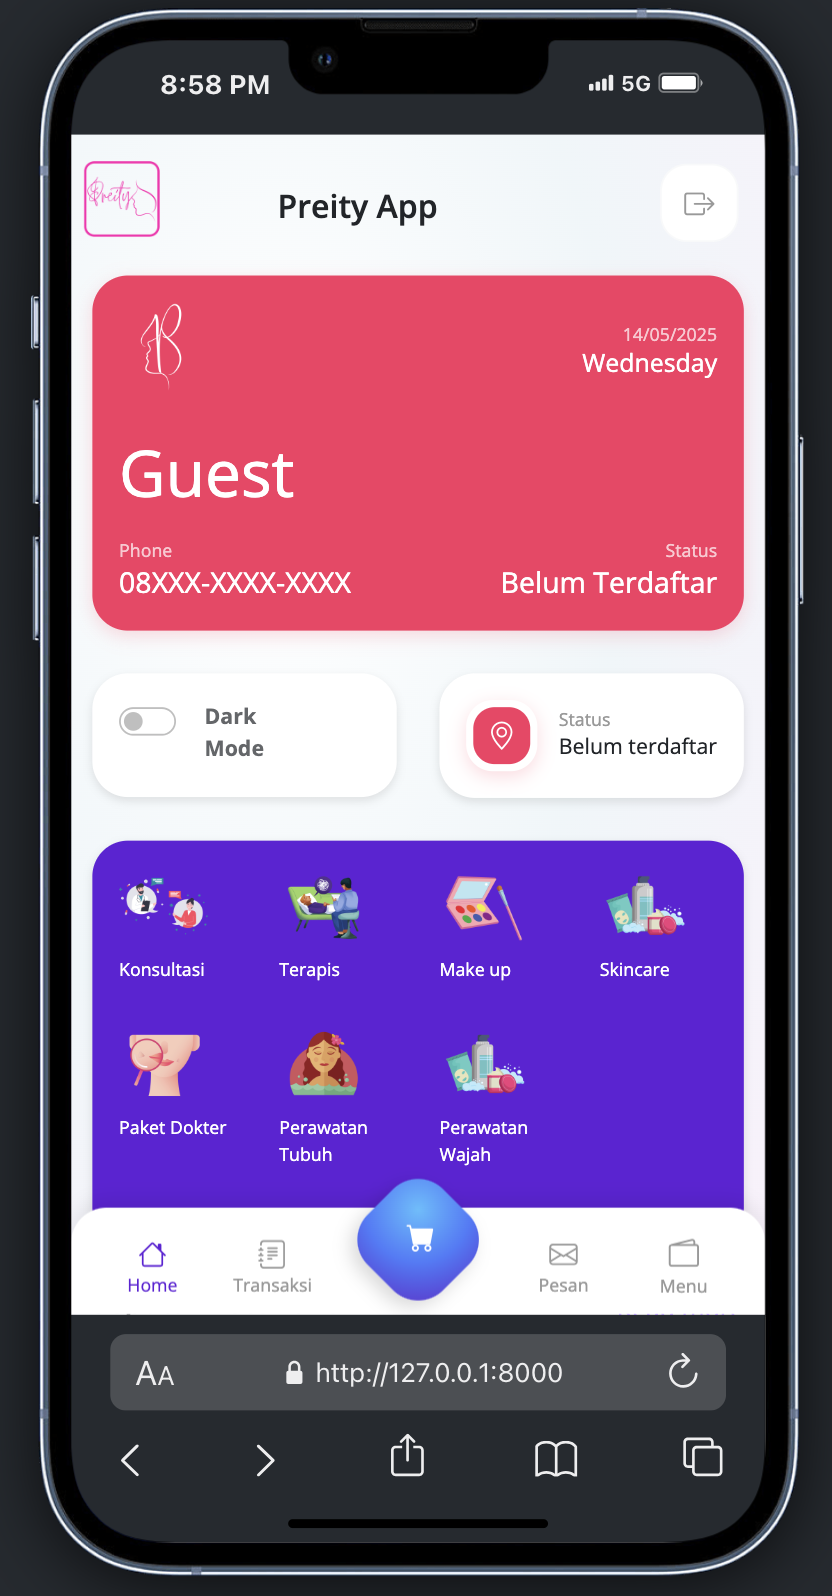 8:58 PM
5G
Preity
Preity App
14/05/2025
Wednesday
Guest
Phone
Status
08XXX-XXXX-XXXX
Belum Terdaftar
Dark
Mode
Status
Belum terdaftar
Konsultasi
Terapis
Make up
Skincare
Paket Dokter
Perawatan
Tubuh
Perawatan
Wajah
Home
Transaksi
Pesan
Menu
AA
http://127.0.0.1:8000